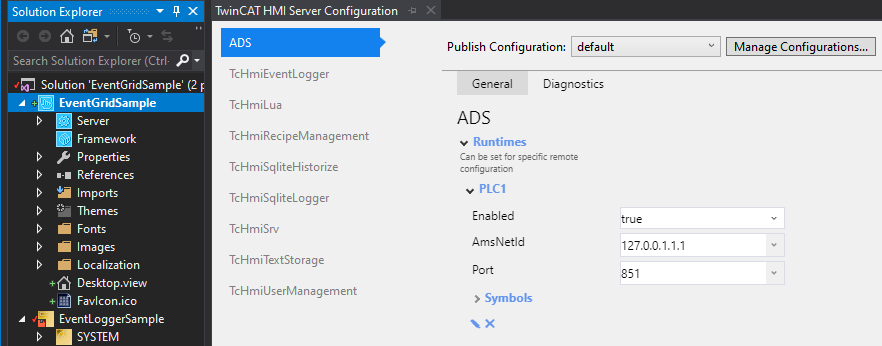 Solution Explorer
Search Solution Explorer (Ctrl-
Solution 'EventGridSample' (2 p
EventGridSample
Server
Framework
Properties
References
Imports
Themes
Fonts
Images
Localization
Desktop.view
FavIcon.ico
EventLoggerSample
SYSTEM
TwinCAT HMI Server Configuration
ADS
TcHmiEventLogger
TcHmiLua
TcHmiRecipeManagement
TcHmiSqliteHistorize
TcHmiSqliteLogger
TcHmiSrv
TcHmiTextStorage
TcHmiUserManagement
Publish Configuration: default Manage Configurations...
General Diagnostics
ADS
Runtimes
Can be set for specific remote
configuration
PLC1
Enabled true
AmsNetId 127.0.0.1.1.1
Port 851
Symbols